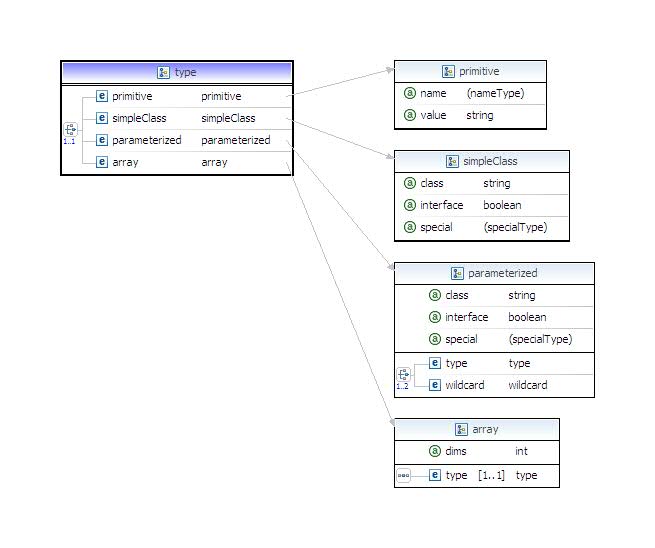 type
primitive primitive
simpleClass simpleClass
parameterized parameterized
array array
1..1
primitive
a name (nameType)
a value string
simpleClass
a class string
a interface boolean
a special (specialType)
parameterized
a class string
a interface boolean
a special (specialType)
e type type
e wildcard wildcard
1..2
array
a dims int
e type [1..1] type